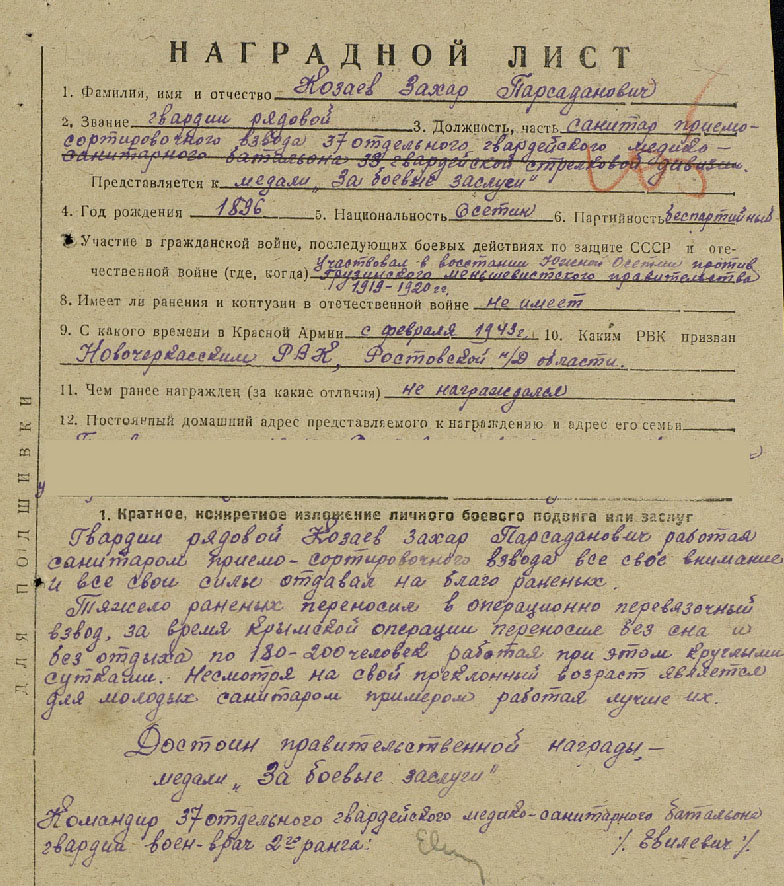 НАГРАДНОЙ ЛИСТ
1. Фамилия, имя и отчество Козаев Захар Парсаданович
2. Звание гвардии рядовой 3. Должность, часть санитар приемо-
сортировочного взвода 37 отдельного гвардейского медико-
санитарного батальона 33 гвардейской стрелковой дивизии.
Представляется к медали „За боевые заслуги"
4. Год рождения 1896 5. Национальность Осетин 6. Партийность беспартийный
7. Участие в гражданской войне, последующих боевых действиях по защите СССР и оте-
чественной войне (где, когда) Участвовал в восстании Южной Осетии против
Грузинского меньшевистского правительства
1919-1920 гг.
8. Имеет ли ранения и контузии в отечественной войне не имеет
9. С какого времени в Красной Армии с февраля 1943 г. 10. Каким РВК призван
Новочеркасским РВК, Ростовской н/Д области.
11. Чем ранее награжден (за какие отличия) не награждался
12. Постоянный домашний адрес представляемого к награждению и адрес его семьи
1. Краткое, конкретное изложение личного боевого подвига или заслуг
Гвардии рядовой Козаев Захар Парсаданович работая
санитаром приемо-сортировочного взвода все свое внимание
и все свои силы отдавал на благо раненых.
Тяжело раненых переносил в операционно перевязочный
взвод, за время Крымской операции переносил без сна и
без отдыха по 180-200 человек работая при этом круглыми
сутками. Несмотря на свой преклонный возраст является
для молодых санитаром примером работая лучше их.
Достоин правительственной награды,-
медали „За боевые заслуги"
Командир 37 отдельного гвардейского медико-санитарного батальона
гвардии воен-врач 2го ранга: /. Евилевич /.
ДЛЯ ПОДШИВКИ